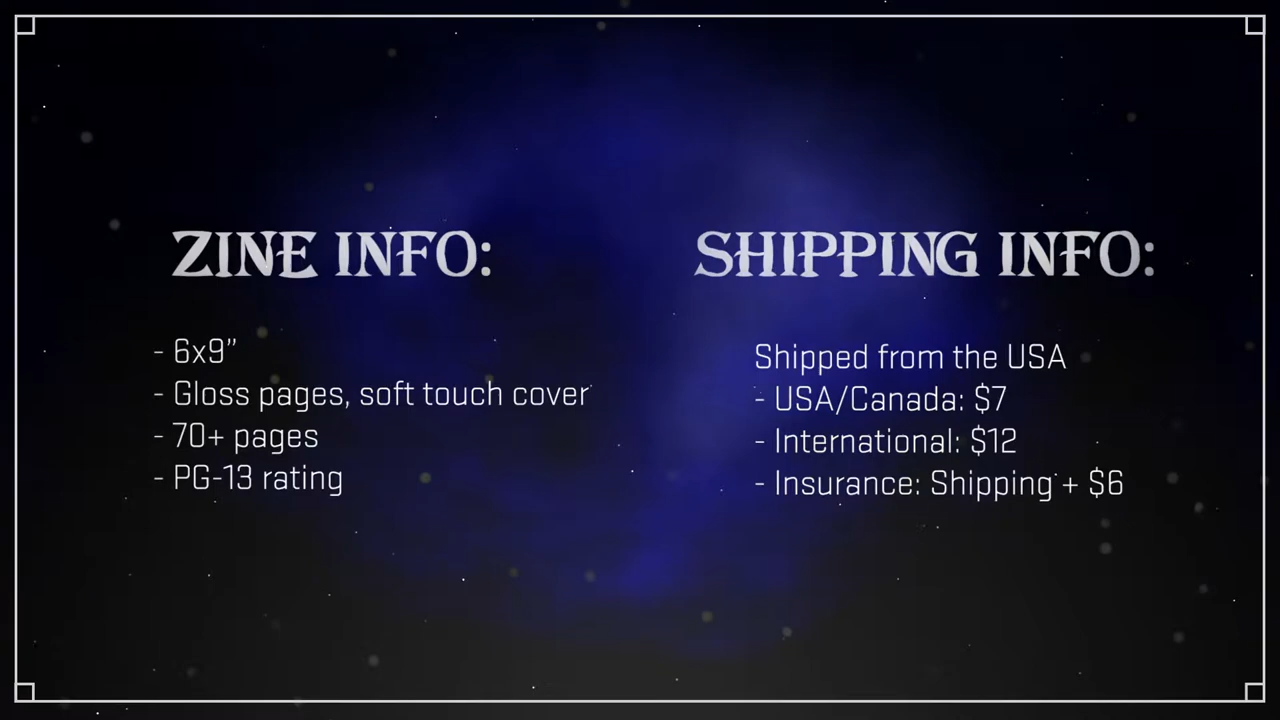 ZINE INFO:
- 6x9”
- Gloss pages, soft touch cover
- 70+ pages
- PG-13 rating
SHIPPING INFO:
Shipped from the USA
- USA/Canada: $7
- International: $12
- Insurance: Shipping + $6